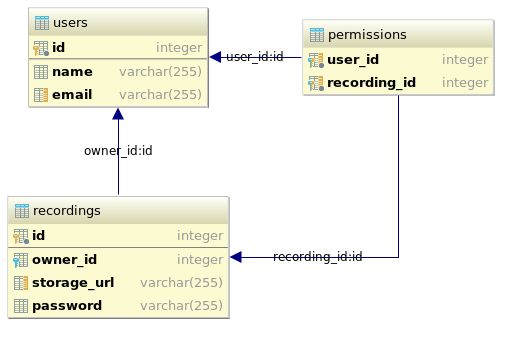 users
id integer
name varchar(255)
email varchar(255)
permissions
user_id integer
recording_id integer
user_id:id
owner_id:id
recordings
id integer
owner_id integer
storage_url varchar(255)
password varchar(255)
recording_id:id